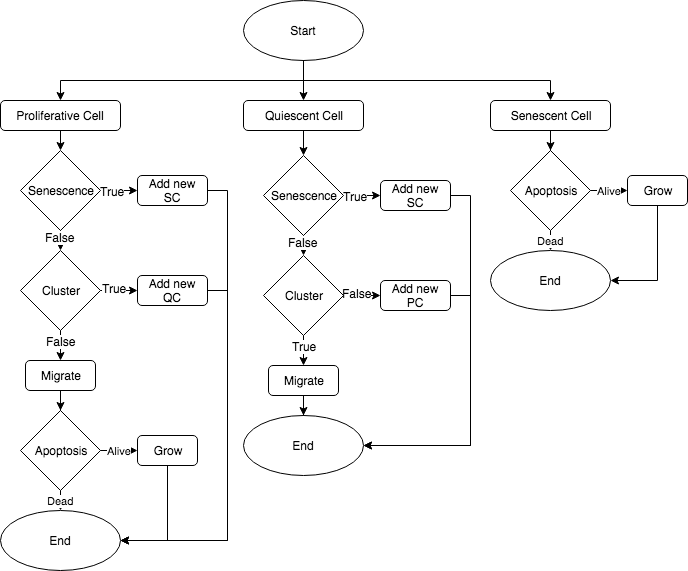 Start
Proliferative Cell
Quiescent Cell
Senescent Cell
Senescence
True
Add new
SC
False
Cluster
True
Add new
QC
False
Migrate
Apoptosis
Alive
Grow
Dead
End
Senescence
True
Add new
SC
False
Cluster
False
Add new
PC
True
Migrate
End
Apoptosis
Alive
Grow
Dead
End